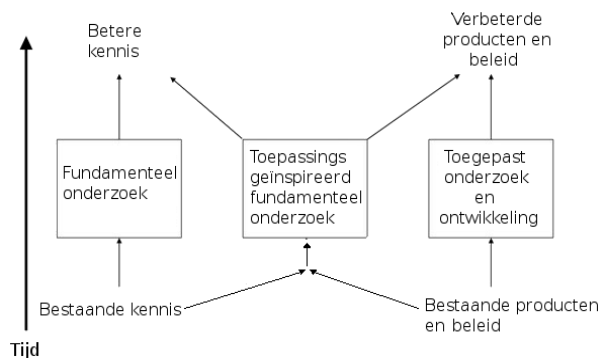 Betere
kennis
Verbeterde
producten en
beleid
Fundamenteel
onderzoek
Toepassings
geïnspireerd
fundamenteel
onderzoek
Toegepast
onderzoek
en
ontwikkeling
Bestaande kennis
Bestaande producten
en beleid
Tijd